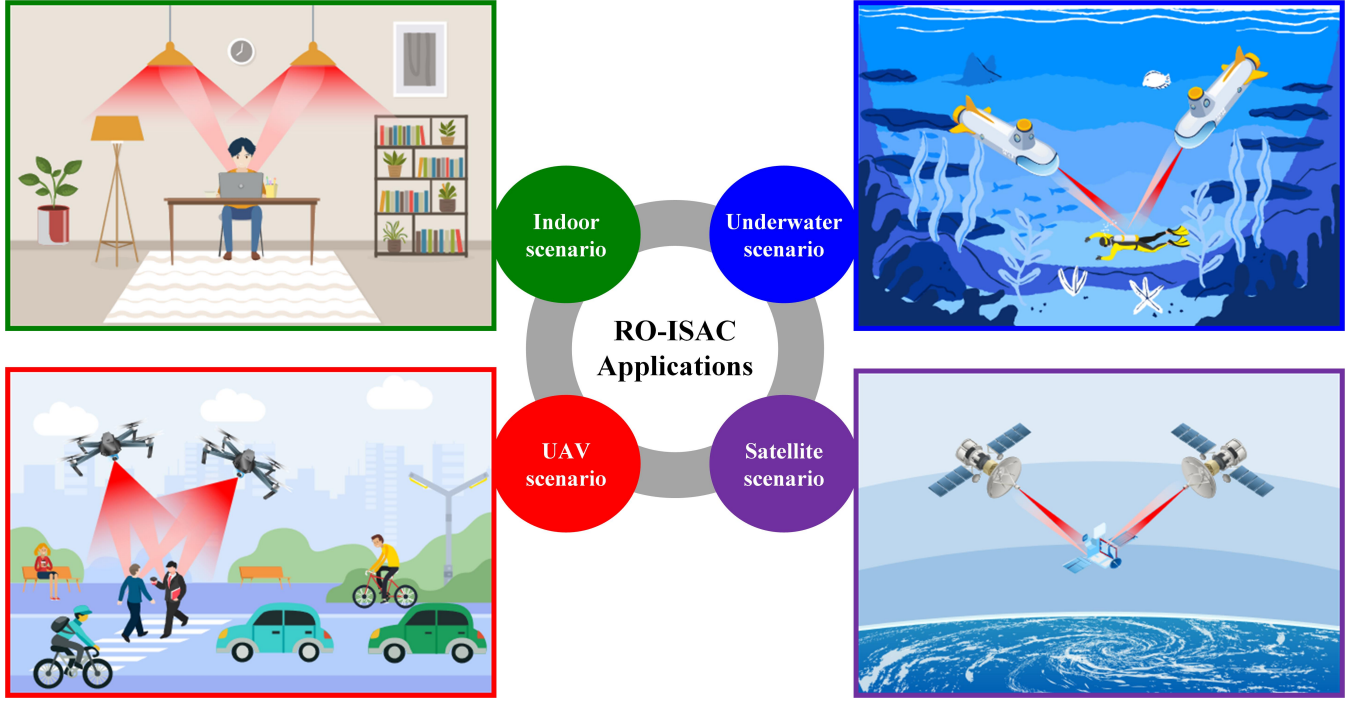 Indoor
scenario
Underwater
scenario
RO-ISAC
Applications
UAV
scenario
Satellite
scenario